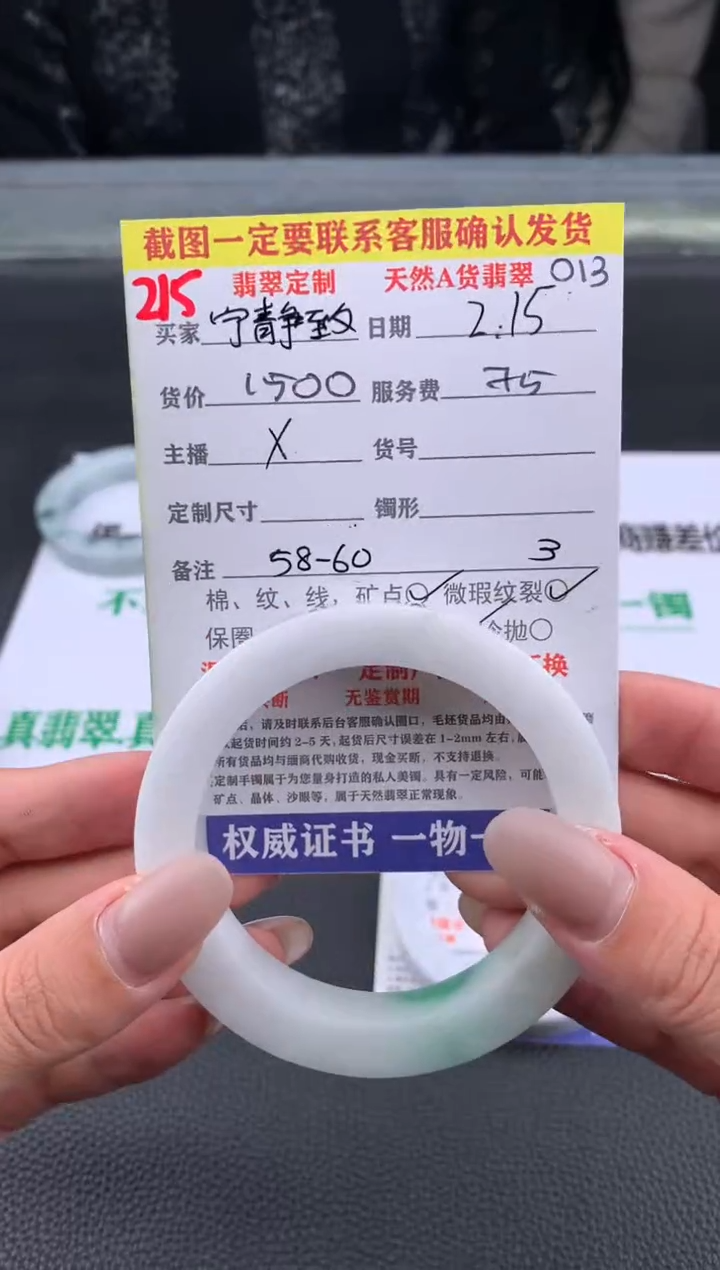 截图一定要联系客服确认发货
215 翡翠定制 天然A货翡翠 013
买家 宁静致 日期 2.15
货价 1500 服务费 75
主播 X 货号
定制尺寸 镯形
备注 58-60 3
棉、纹、线，矿点 微瑕纹裂
保圈 抛
定制 换
断 无鉴赏期
，请及时联系后台客服确认圈口，毛坯货品均由
起货时间约2-5天，起货后尺寸误差在1-2mm左右，
所有货品均与缅商代购收货，现金买断，不支持退换。
定制手镯属于为您量身打造的私人美镯。具有一定风险，可能
矿点、晶体、沙眼等，属于天然翡翠正常现象。
权威证书 一物一
不
一镯
真翡翠.真